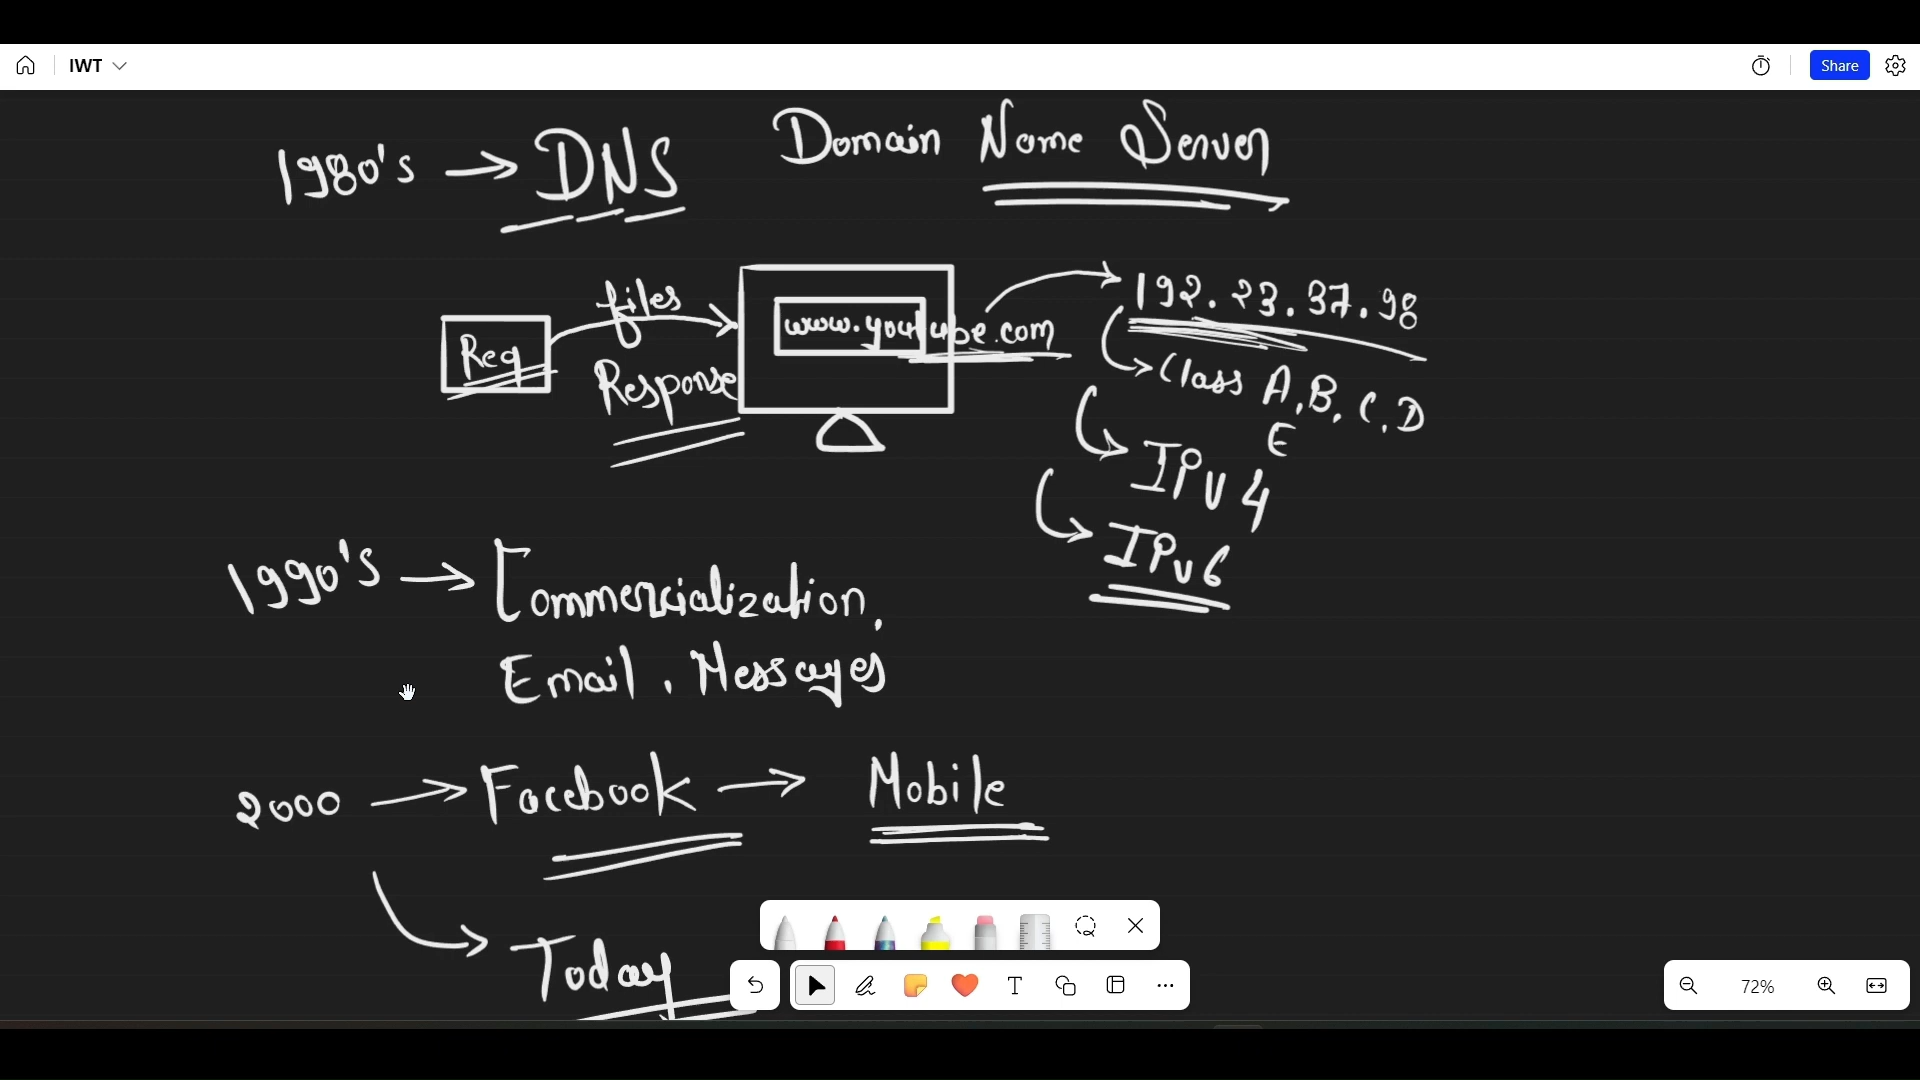 IWT
Share
1980's → DNS
Domain Name Server
Req
files
Response
www.youtube.com
192.23.37.98
Class A, B, C, D
E
IPv4
IPv6
1990's → Commercialization,
Email, Messages
2000 → Facebook → Mobile
Today
72%